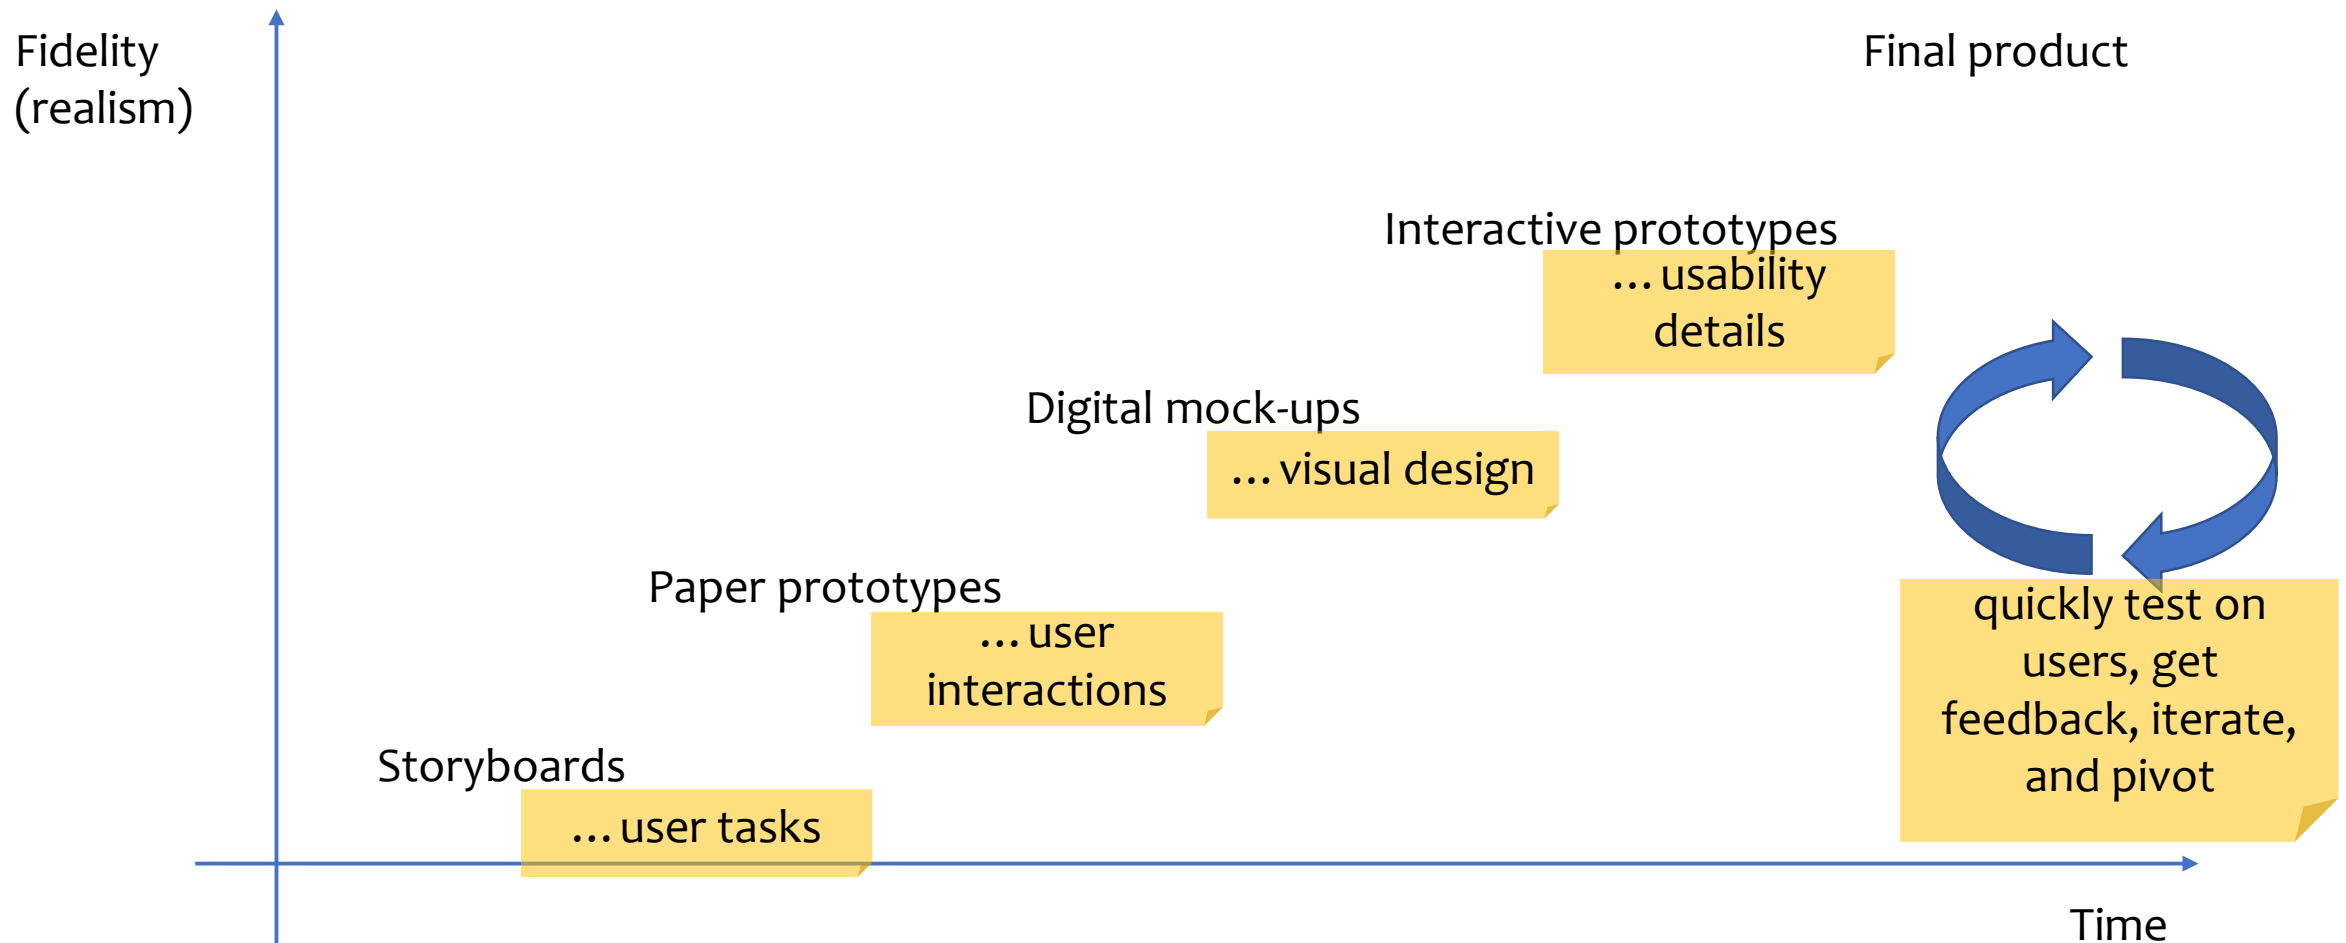 Fidelity
(realism)
Final product
Interactive prototypes
... usability
details
Digital mock-ups
... visual design
Paper prototypes
... user
interactions
quickly test on
users, get
feedback, iterate,
and pivot
Storyboards
... user tasks
Time